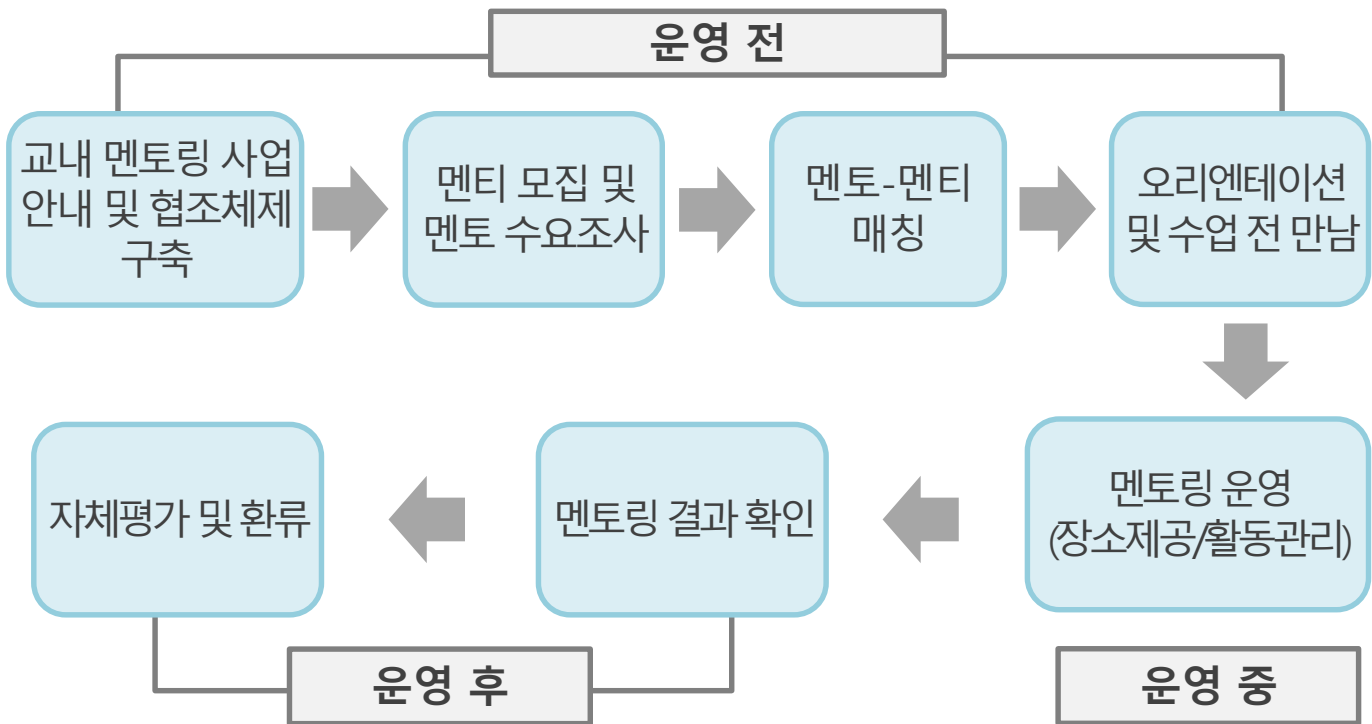 운영 전
교내 멘토링 사업
안내 및 협조체제
구축
멘티 모집 및
멘토 수요조사
멘토-멘티
매칭
오리엔테이션
및 수업 전 만남
멘토링 운영
(장소제공/활동관리)
멘토링 결과 확인
자체평가 및 환류
운영 후
운영 중